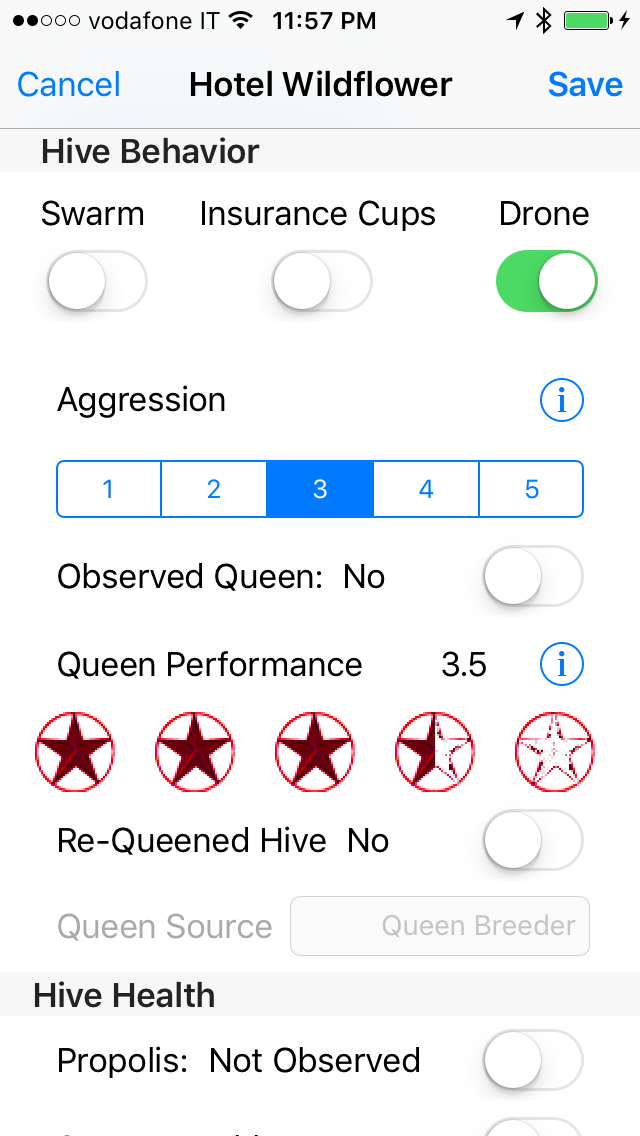 vodafone IT 11:57 PM
Cancel Hotel Wildflower Save
Hive Behavior
Swarm Insurance Cups Drone
Aggression i
1 2 3 4 5
Observed Queen: No
Queen Performance 3.5 i
Re-Queened Hive No
Queen Source Queen Breeder
Hive Health
Propolis: Not Observed